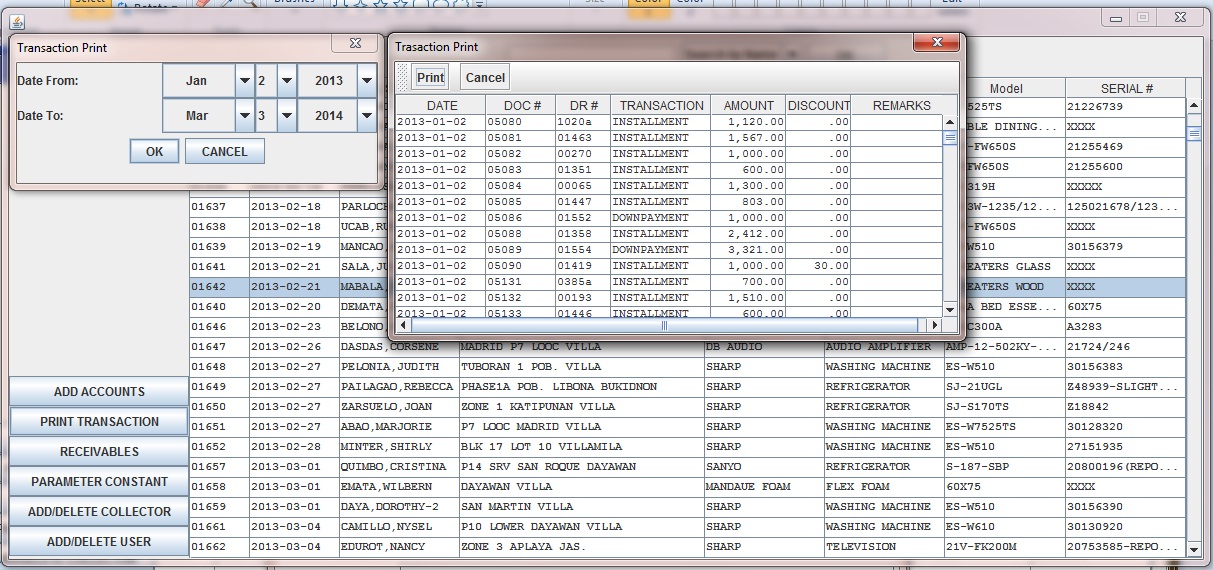 Select Rotate Brushes Size Color Color Edit
Transaction Print
Date From: Jan 2 2013
Date To: Mar 3 2014
OK CANCEL
Trasaction Print
Print Cancel
DATE DOC # DR # TRANSACTION AMOUNT DISCOUNT REMARKS
2013-01-02 05080 1020a INSTALLMENT 1,120.00 .00
2013-01-02 05081 01463 INSTALLMENT 1,567.00 .00
2013-01-02 05082 00270 INSTALLMENT 1,000.00 .00
2013-01-02 05083 01351 INSTALLMENT 600.00 .00
2013-01-02 05084 00065 INSTALLMENT 1,300.00 .00
2013-01-02 05085 01447 INSTALLMENT 803.00 .00
2013-01-02 05086 01552 DOWNPAYMENT 1,000.00 .00
2013-01-02 05088 01358 INSTALLMENT 2,412.00 .00
2013-01-02 05089 01554 DOWNPAYMENT 3,321.00 .00
2013-01-02 05090 01419 INSTALLMENT 1,000.00 30.00
2013-01-02 05131 0385a INSTALLMENT 700.00 .00
2013-01-02 05132 00193 INSTALLMENT 1,510.00 .00
2013-01-02 05133 01446 INSTALLMENT 600.00 .00
Model SERIAL #
525TS 21226739
BLE DINING... XXXX
-FW650S 21255469
-FW650S 21255600
319H XXXXX
01637 2013-02-18 PARLOCH 3W-1235/12... 125021678/123...
01638 2013-02-18 UCAB,RU -FW650S XXXX
01639 2013-02-19 MANCAO, W510 30156379
01641 2013-02-21 SALA,JU EATERS GLASS XXXX
01642 2013-02-21 MABALA EATERS WOOD XXXX
01640 2013-02-20 DEMATA, A BED ESSE... 60X75
01646 2013-02-23 BELONO C300A A3283
01647 2013-02-26 DASDAS,CORSENE MADRID P7 LOOC VILLA DB AUDIO AUDIO AMPLIFIER AMP-12-502KY-... 21724/246
01648 2013-02-27 PELONIA,JUDITH TUBORAN 1 POB. VILLA SHARP WASHING MACHINE ES-W510 30156383
01649 2013-02-27 PAILAGAO,REBECCA PHASE1A POB. LIBONA BUKIDNON SHARP REFRIGERATOR SJ-21UGL Z48939-SLIGHT...
01650 2013-02-27 ZARSUELO,JOAN ZONE 1 KATIPUNAN VILLA SHARP REFRIGERATOR SJ-S170TS Z18842
01651 2013-02-27 ABAO,MARJORIE P7 LOOC MADRID VILLA SHARP WASHING MACHINE ES-W7525TS 30128320
01652 2013-02-28 MINTER,SHIRLY BLK 17 LOT 10 VILLAMILA SHARP WASHING MACHINE ES-W510 27151935
01657 2013-03-01 QUIMBO,CRISTINA P14 SRV SAN ROQUE DAYAWAN SANYO REFRIGERATOR S-187-SBP 20800196(REPO...
01658 2013-03-01 EMATA,WILBERN DAYAWAN VILLA MANDAUE FOAM FLEX FOAM 60X75 XXXX
01659 2013-03-01 DAYA,DOROTHY-2 SAN MARTIN VILLA SHARP WASHING MACHINE ES-W510 30156390
01661 2013-03-04 CAMILLO,NYSEL P10 LOWER DAYAWAN VILLA SHARP WASHING MACHINE ES-W610 30130920
01662 2013-03-04 EDUROT,NANCY ZONE 3 APLAYA JAS. SHARP TELEVISION 21V-FK200M 20753585-REPO...
ADD ACCOUNTS
PRINT TRANSACTION
RECEIVABLES
PARAMETER CONSTANT
ADD/DELETE COLLECTOR
ADD/DELETE USER